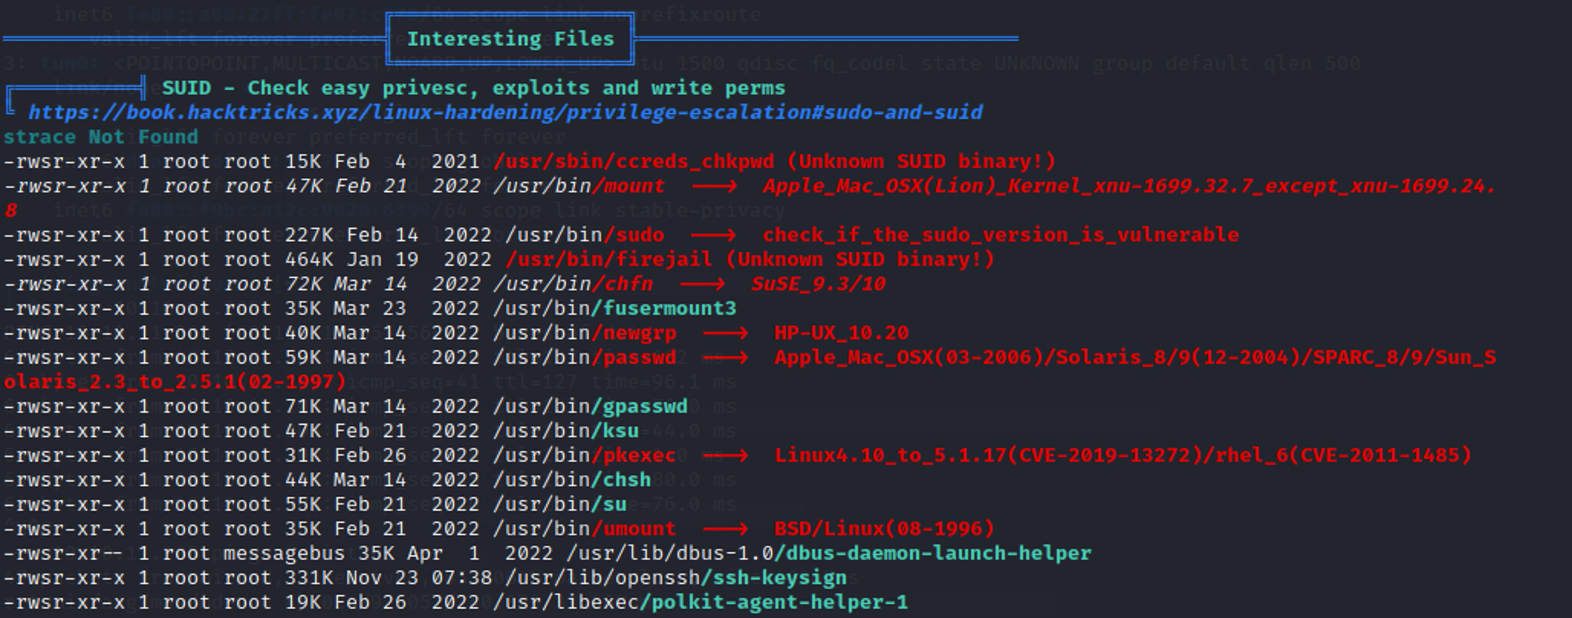 Interesting Files
SUID - Check easy privesc, exploits and write perms
https://book.hacktricks.xyz/linux-hardening/privilege-escalation#sudo-and-suid
strace Not Found
-rwsr-xr-x 1 root root 15K Feb  4  2021 /usr/sbin/ccreds_chkpwd (Unknown SUID binary!)
-rwsr-xr-x 1 root root 47K Feb 21  2022 /usr/bin/mount  --->  Apple_Mac_OSX(Lion)_Kernel_xnu-1699.32.7_except_xnu-1699.24.
8
-rwsr-xr-x 1 root root 227K Feb 14  2022 /usr/bin/sudo  --->  check_if_the_sudo_version_is_vulnerable
-rwsr-xr-x 1 root root 464K Jan 19  2022 /usr/bin/firejail (Unknown SUID binary!)
-rwsr-xr-x 1 root root 72K Mar 14  2022 /usr/bin/chfn  --->  SuSE_9.3/10
-rwsr-xr-x 1 root root 35K Mar 23  2022 /usr/bin/fusermount3
-rwsr-xr-x 1 root root 40K Mar 14  2022 /usr/bin/newgrp  --->  HP-UX_10.20
-rwsr-xr-x 1 root root 59K Mar 14  2022 /usr/bin/passwd  --->  Apple_Mac_OSX(03-2006)/Solaris_8/9(12-2004)/SPARC_8/9/Sun_S
olaris_2.3_to_2.5.1(02-1997)
-rwsr-xr-x 1 root root 71K Mar 14  2022 /usr/bin/gpasswd
-rwsr-xr-x 1 root root 47K Feb 21  2022 /usr/bin/ksu
-rwsr-xr-x 1 root root 31K Feb 26  2022 /usr/bin/pkexec  --->  Linux4.10_to_5.1.17(CVE-2019-13272)/rhel_6(CVE-2011-1485)
-rwsr-xr-x 1 root root 44K Mar 14  2022 /usr/bin/chsh
-rwsr-xr-x 1 root root 55K Feb 21  2022 /usr/bin/su
-rwsr-xr-x 1 root root 35K Feb 21  2022 /usr/bin/umount  --->  BSD/Linux(08-1996)
-rwsr-xr-- 1 root messagebus 35K Apr  1  2022 /usr/lib/dbus-1.0/dbus-daemon-launch-helper
-rwsr-xr-x 1 root root 331K Nov 23 07:38 /usr/lib/openssh/ssh-keysign
-rwsr-xr-x 1 root root 19K Feb 26  2022 /usr/libexec/polkit-agent-helper-1